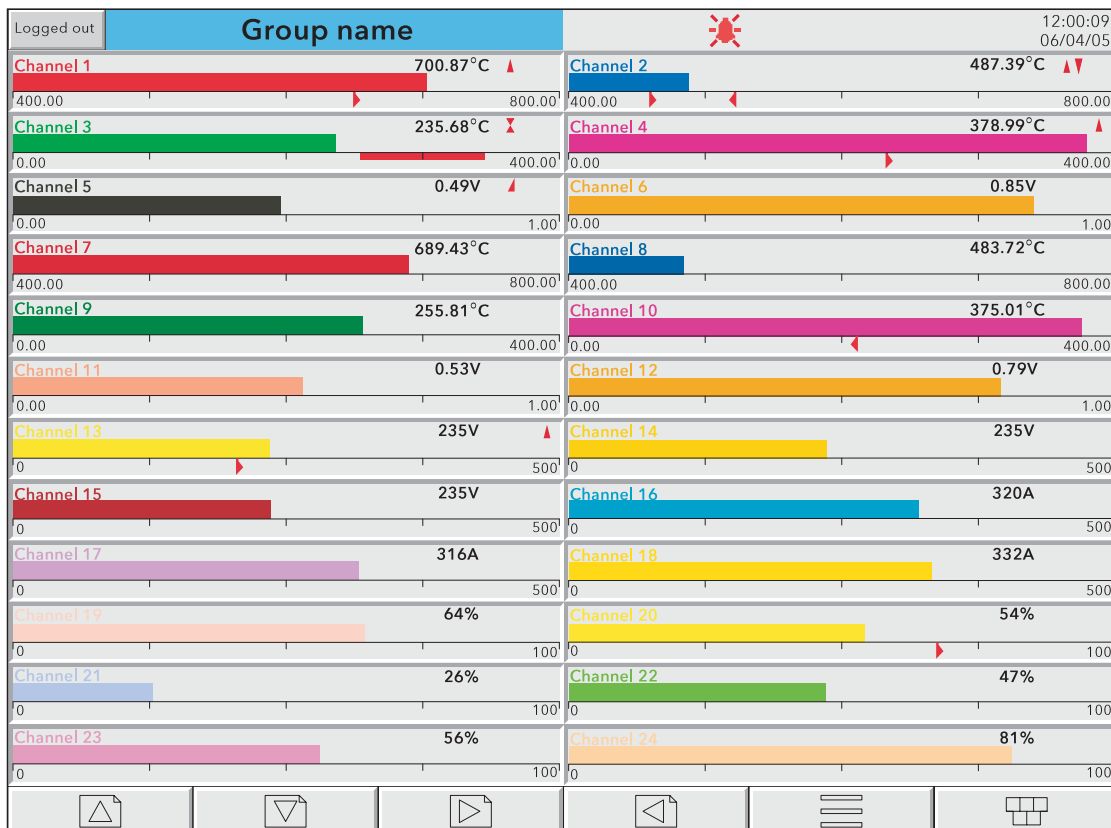 Logged out
Group name
12:00:09
06/04/05
Channel 1 700.87°C
400.00 800.00
Channel 2 487.39°C
400.00 800.00
Channel 3 235.68°C
0.00 400.00
Channel 4 378.99°C
0.00 400.00
Channel 5 0.49V
0.00 1.00
Channel 6 0.85V
0.00 1.00
Channel 7 689.43°C
400.00 800.00
Channel 8 483.72°C
400.00 800.00
Channel 9 255.81°C
0.00 400.00
Channel 10 375.01°C
0.00 400.00
Channel 11 0.53V
0.00 1.00
Channel 12 0.79V
0.00 1.00
Channel 13 235V
0 500
Channel 14 235V
0 500
Channel 15 235V
0 500
Channel 16 320A
0 500
Channel 17 316A
0 500
Channel 18 332A
0 500
Channel 19 64%
0 100
Channel 20 54%
0 100
Channel 21 26%
0 100
Channel 22 47%
0 100
Channel 23 56%
0 100
Channel 24 81%
0 100